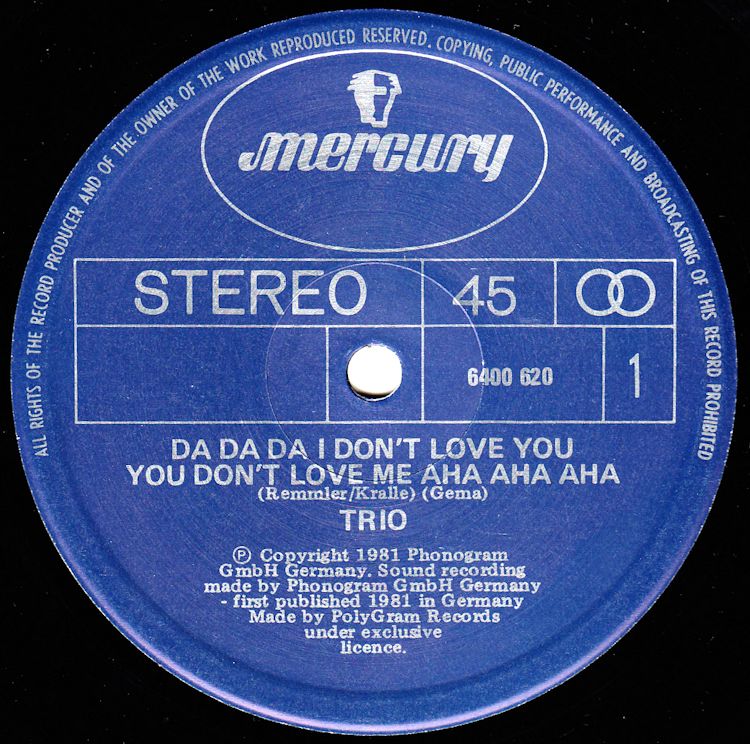 ALL RIGHTS OF THE RECORD PRODUCER AND OF THE OWNER OF THE WORK REPRODUCED RESERVED. COPYING, PUBLIC PERFORMANCE AND BROADCASTING OF THIS RECORD PROHIBITED
mercury
STEREO 45
6400 620 1
DA DA DA I DON'T LOVE YOU
YOU DON'T LOVE ME AHA AHA AHA
(Remmler/Kralle) (Gema)
TRIO
Ⓟ Copyright 1981 Phonogram
GmbH Germany. Sound recording
made by Phonogram GmbH Germany
- first published 1981 in Germany
Made by PolyGram Records
under exclusive
licence.